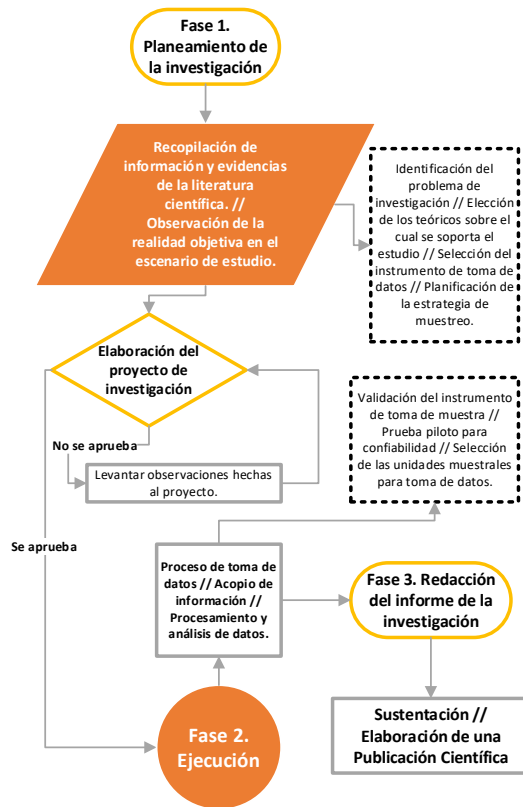 Fase 1.
Planeamiento de
la investigación
Recopilación de
información y evidencias
de la literatura
científica. //
Observación de la
realidad objetiva en el
escenario de estudio.
Identificación del
problema de
investigación // Elección
de los teóricos sobre el
cual se soporta el
estudio // Selección del
instrumento de toma de
datos // Planificación de
la estrategia de
muestreo.
Elaboración del
proyecto de
investigación
No se aprueba
Levantar observaciones hechas
al proyecto.
Validación del instrumento
de toma de muestra //
Prueba piloto para
confiabilidad // Selección
de las unidades muestrales
para toma de datos.
Se aprueba
Proceso de toma de
datos // Acopio de
información //
Procesamiento y
análisis de datos.
Fase 3. Redacción
del informe de la
investigación
Fase 2.
Ejecución
Sustentación //
Elaboración de una
Publicación Científica